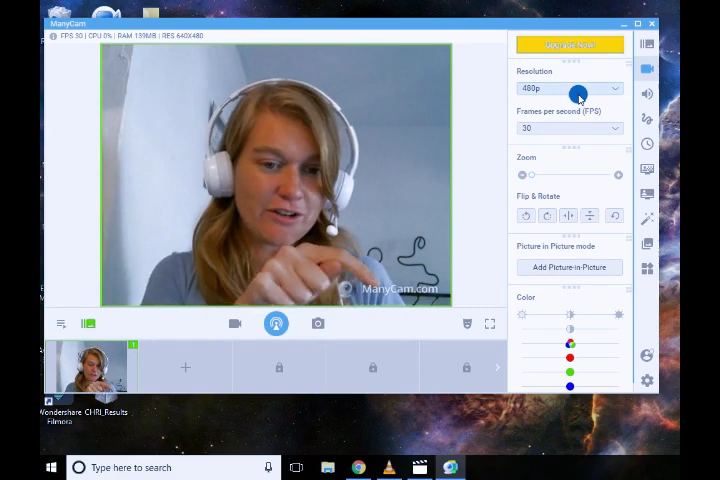 ManyCam
FPS 30 | CPU 0% | RAM 139MB | RES 640X480
Upgrade Now!
Resolution
480p
Frames per second (FPS)
30
Zoom
Flip & Rotate
Picture in Picture mode
Add Picture-in-Picture
Color
ManyCam.com
1
Wondershare CHRI_Results
Filmora
Type here to search